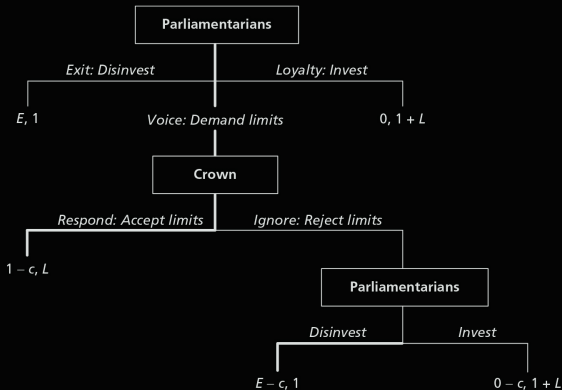 Parliamentarians
Exit: Disinvest
Loyalty: Invest
E, 1
Voice: Demand limits
0, 1 + L
Crown
Respond: Accept limits
Ignore: Reject limits
1 − c, L
Parliamentarians
Disinvest
Invest
E − c, 1
0 − c, 1 + L